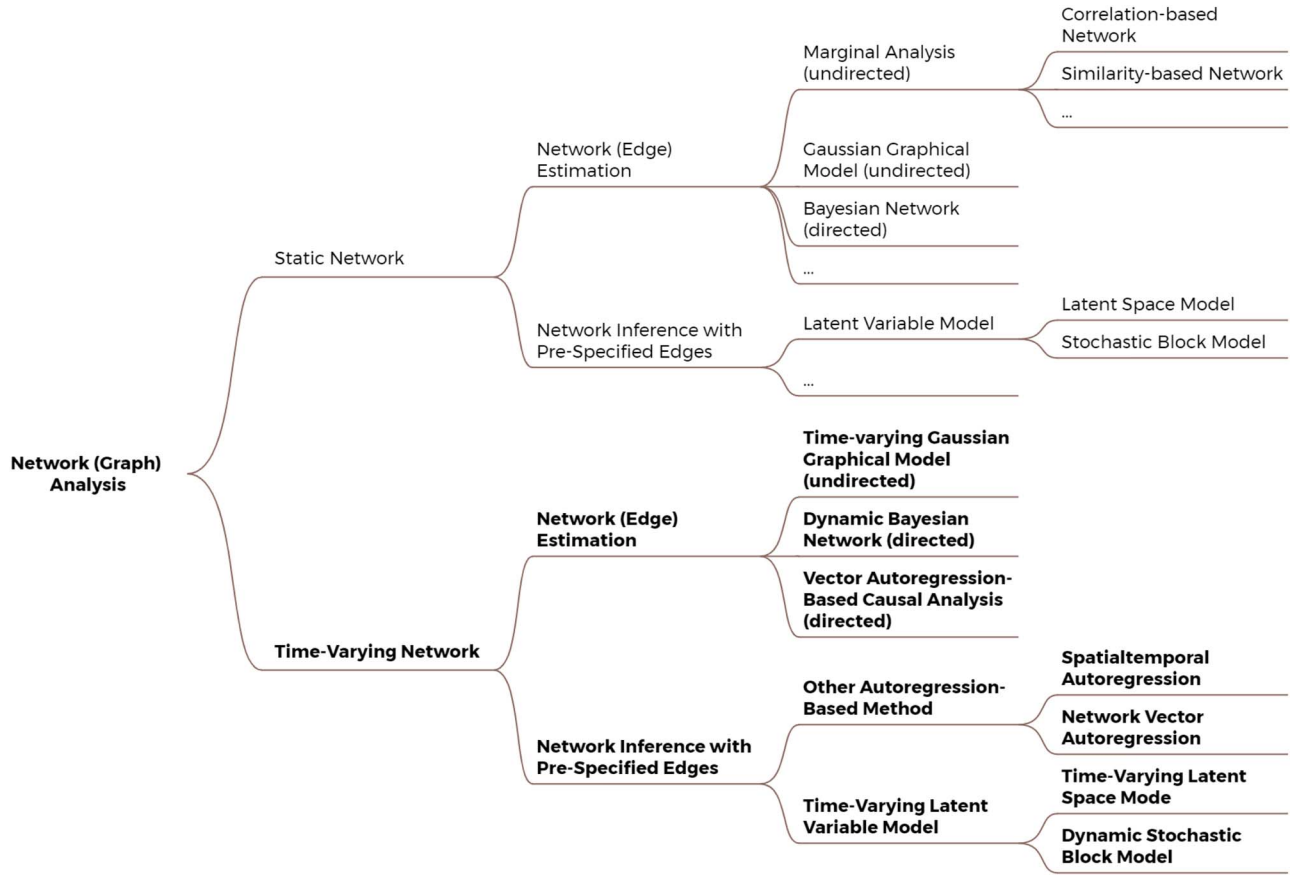 Correlation-based
Network
Marginal Analysis
(undirected)
Similarity-based Network
...
Network (Edge)
Estimation
Gaussian Graphical
Model (undirected)
Bayesian Network
(directed)
...
Static Network
Network Inference with
Pre-Specified Edges
Latent Variable Model
Latent Space Model
Stochastic Block Model
...
Network (Graph)
Analysis
Time-varying Gaussian
Graphical Model
(undirected)
Network (Edge)
Estimation
Dynamic Bayesian
Network (directed)
Vector Autoregression-
Based Causal Analysis
(directed)
Time-Varying Network
Other Autoregression-
Based Method
Spatialtemporal
Autoregression
Network Vector
Autoregression
Network Inference with
Pre-Specified Edges
Time-Varying Latent
Variable Model
Time-Varying Latent
Space Mode
Dynamic Stochastic
Block Model